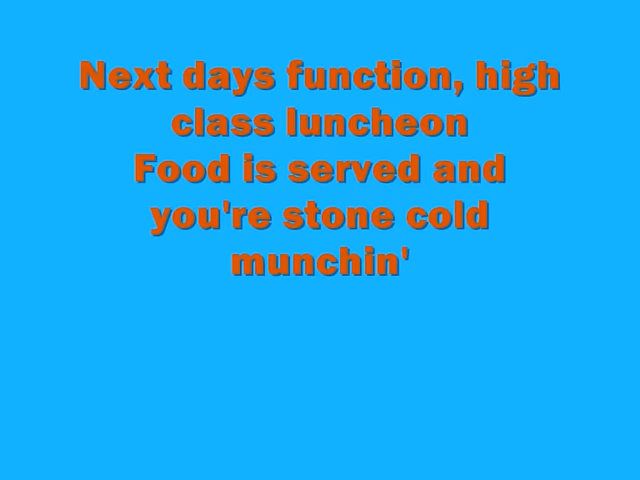 Next days function, high
class luncheon
Food is served and
you're stone cold
munchin'